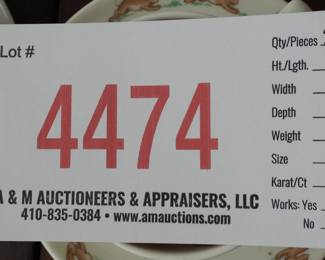 Lot #
4474
A & M AUCTIONEERS & APPRAISERS, LLC
410-835-0384 • www.amauctions.com
Qty/Pieces
Ht./Lgth.
Width
Depth
Weight
Size
Karat/Ct
Works: Yes
No